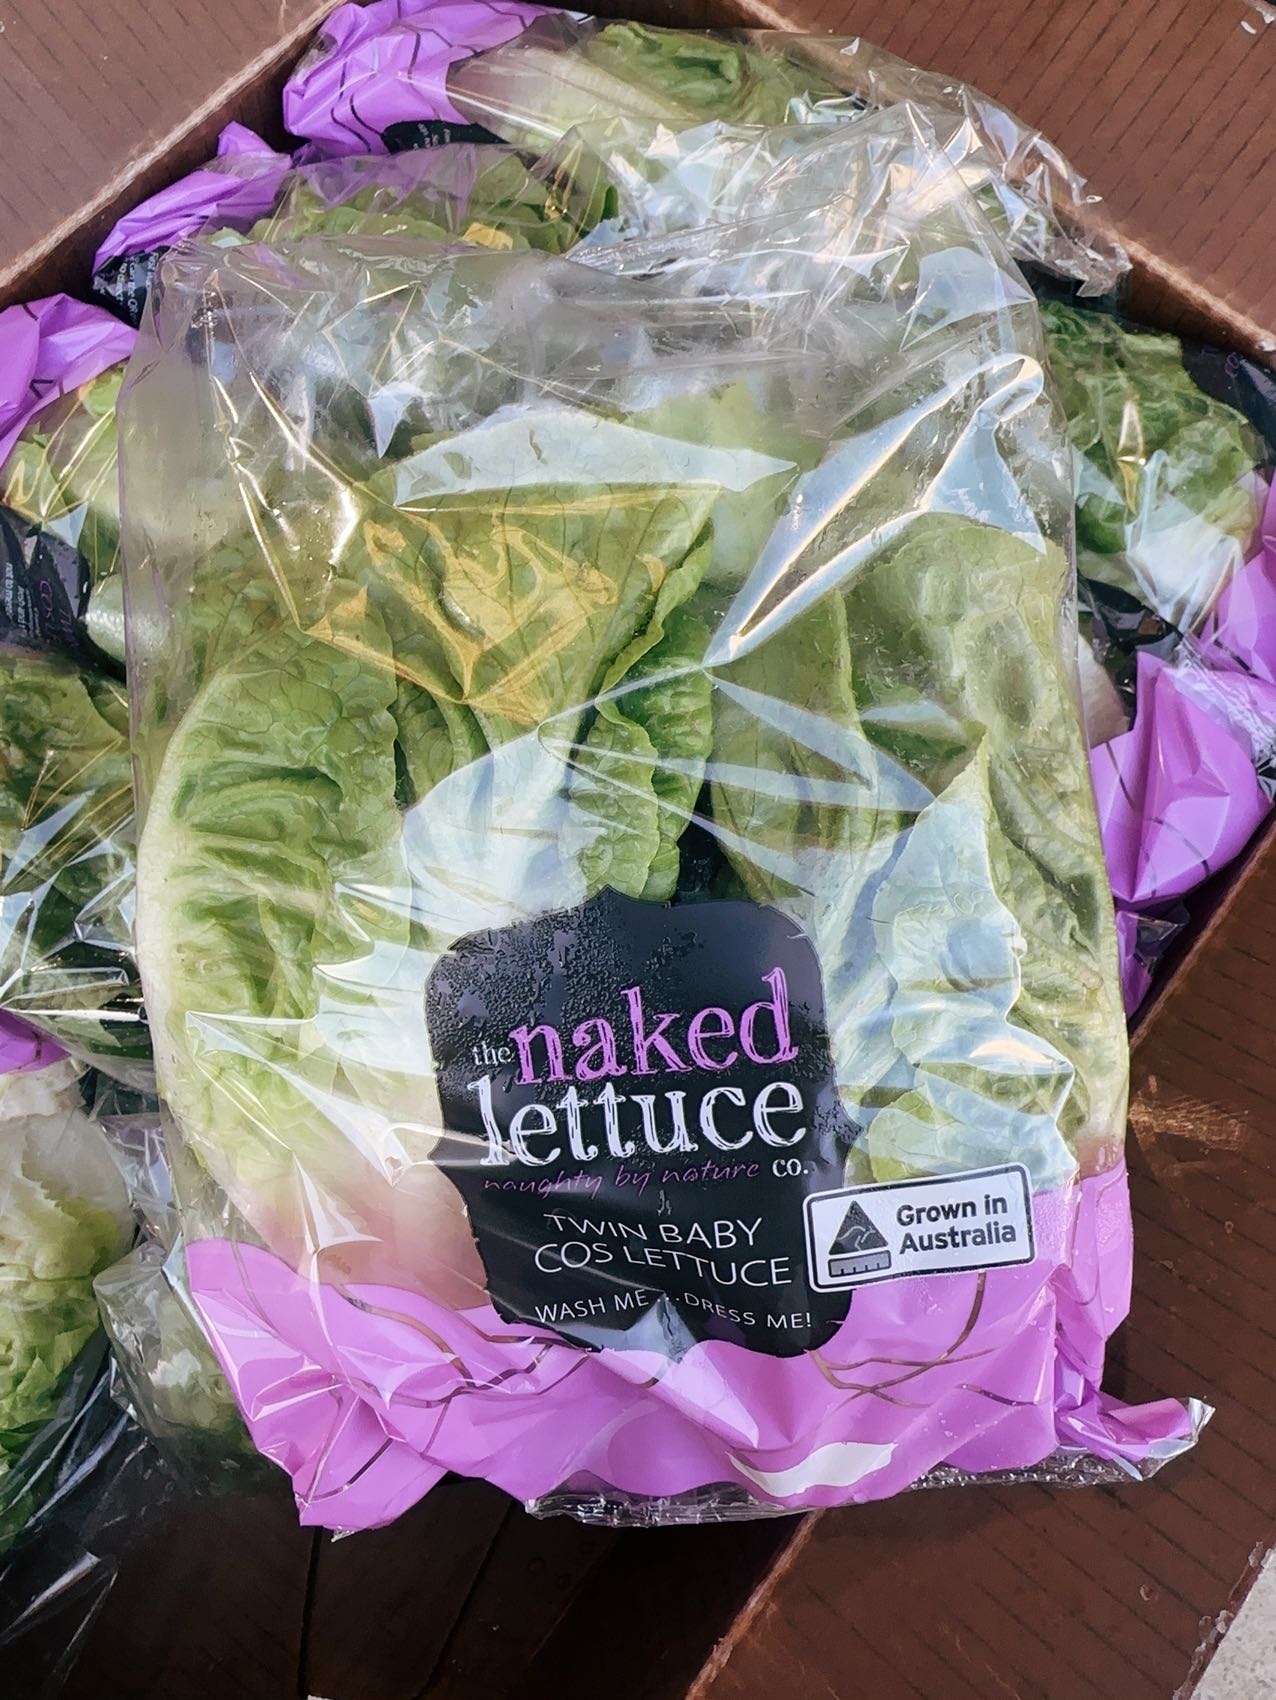 the naked
lettuce
naughty by nature co.
TWIN BABY
COS LETTUCE
WASH ME...DRESS ME!
Grown in
Australia